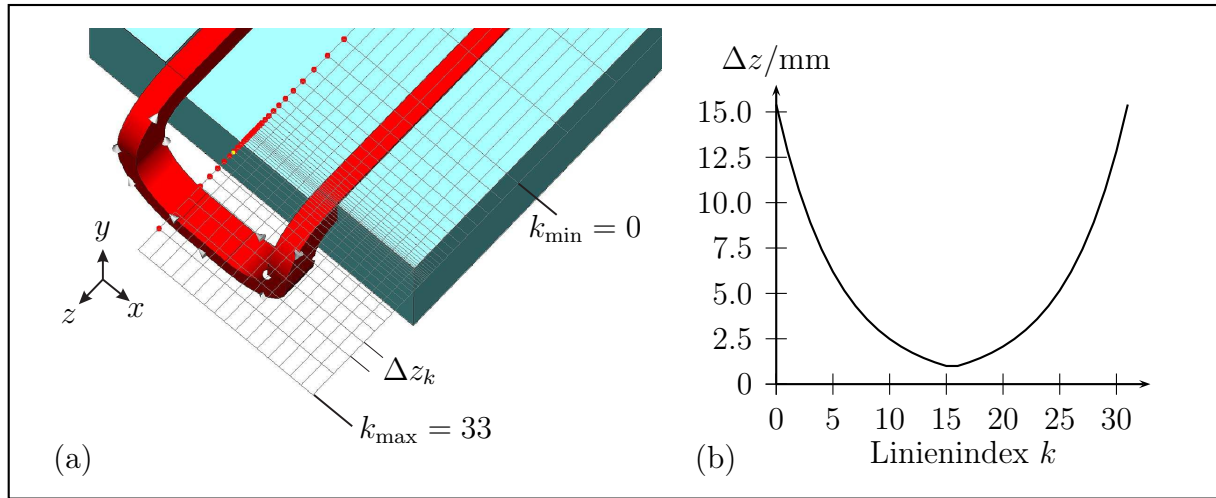 y
z
x
k_min = 0
Δz_k
k_max = 33
(a)
Δz/mm
15.0
12.5
10.0
7.5
5.0
2.5
0
0 5 10 15 20 25 30
Linienindex k
(b)